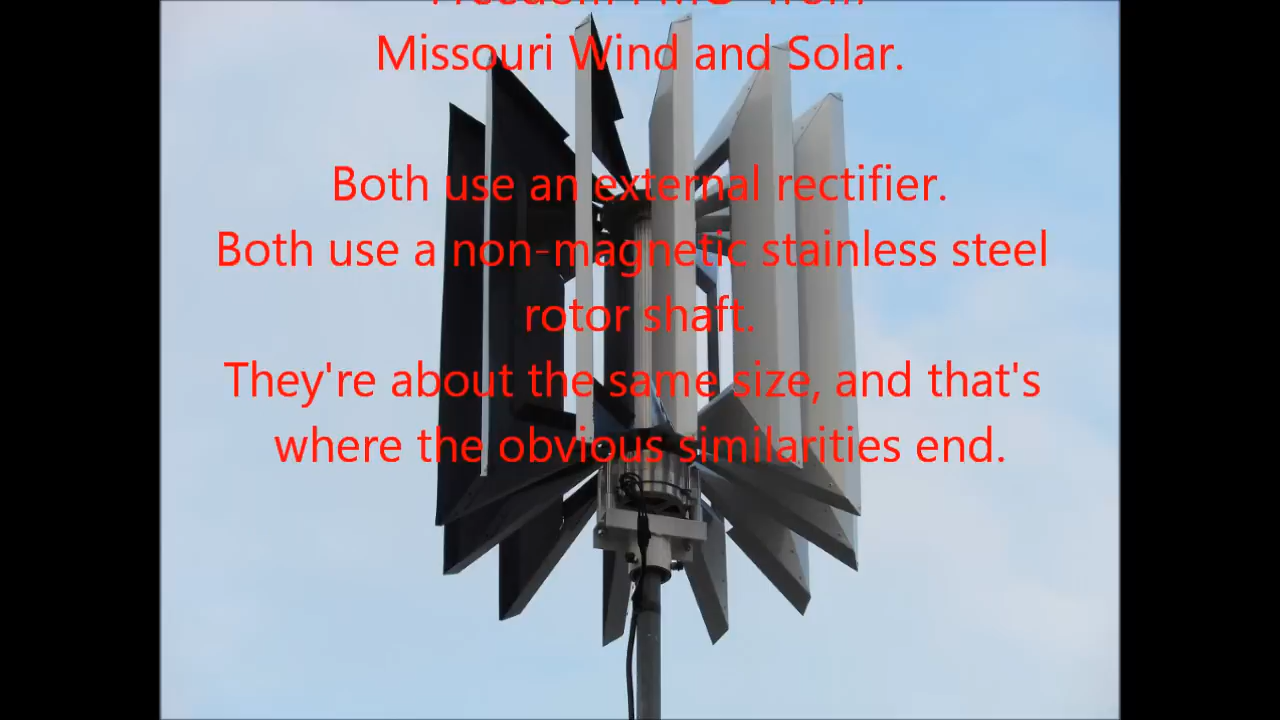 Missouri Wind and Solar.
Both use an external rectifier.
Both use a non-magnetic stainless steel
rotor shaft.
They're about the same size, and that's
where the obvious similarities end.